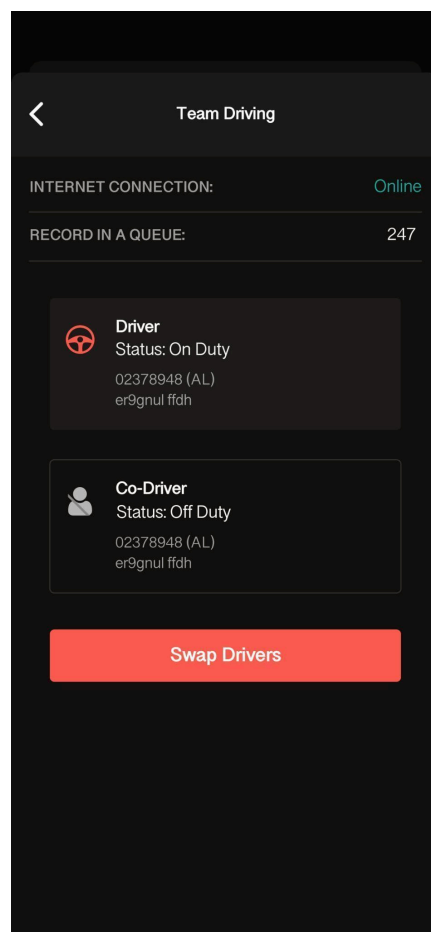 Team Driving
INTERNET CONNECTION: Online
RECORD IN A QUEUE: 247
Driver
Status: On Duty
02378948 (AL)
er9gnul ffdh
Co-Driver
Status: Off Duty
02378948 (AL)
er9gnul ffdh
Swap Drivers